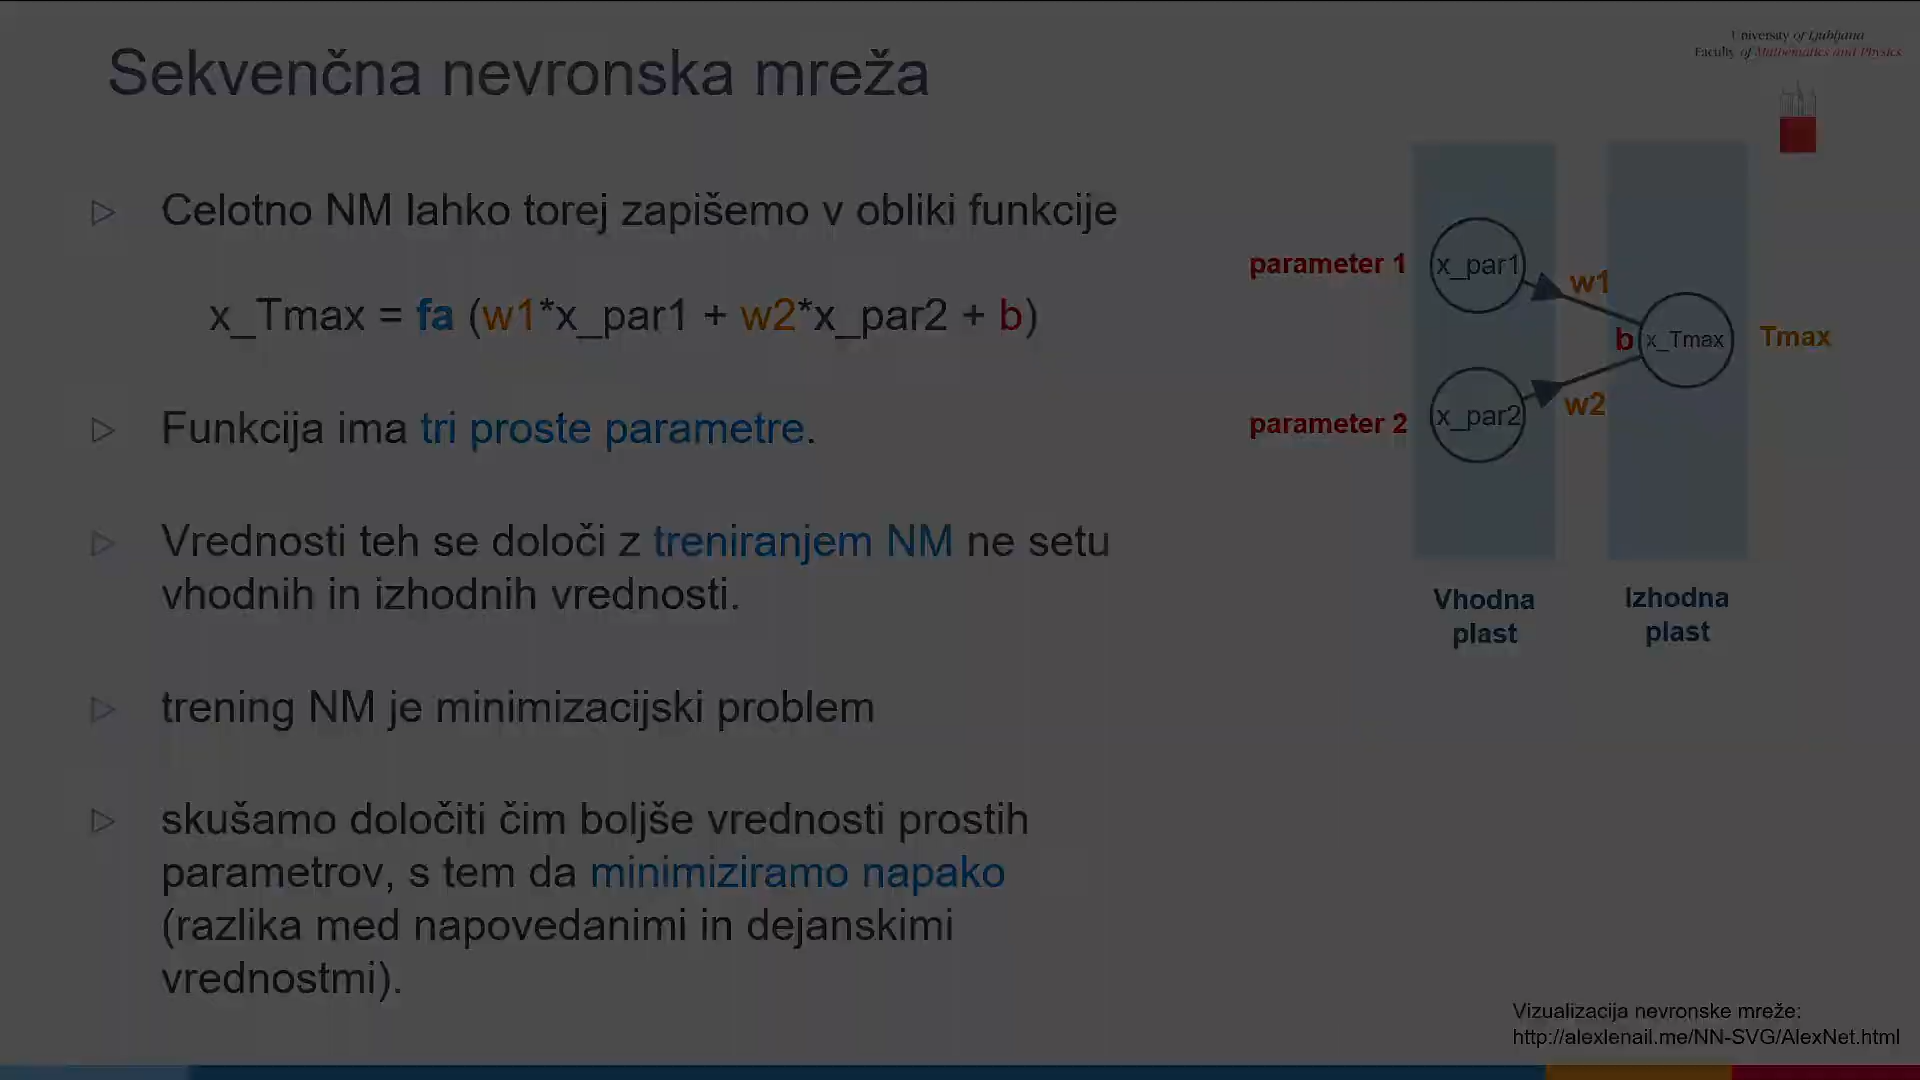 Sekvenčna nevronska mreža
University of Ljubljana
Faculty of Mathematics and Physics
▷ Celotno NM lahko torej zapišemo v obliki funkcije
x_Tmax = fa (w1*x_par1 + w2*x_par2 + b)
▷ Funkcija ima tri proste parametre.
▷ Vrednosti teh se določi z treniranjem NM ne setu
vhodnih in izhodnih vrednosti.
▷ trening NM je minimizacijski problem
▷ skušamo določiti čim boljše vrednosti prostih
parametrov, s tem da minimiziramo napako
(razlika med napovedanimi in dejanskimi
vrednostmi).
parameter 1
x_par1
w1
b
x_Tmax
Tmax
w2
parameter 2
x_par2
Vhodna
plast
Izhodna
plast
Vizualizacija nevronske mreže:
http://alexlenail.me/NN-SVG/AlexNet.html